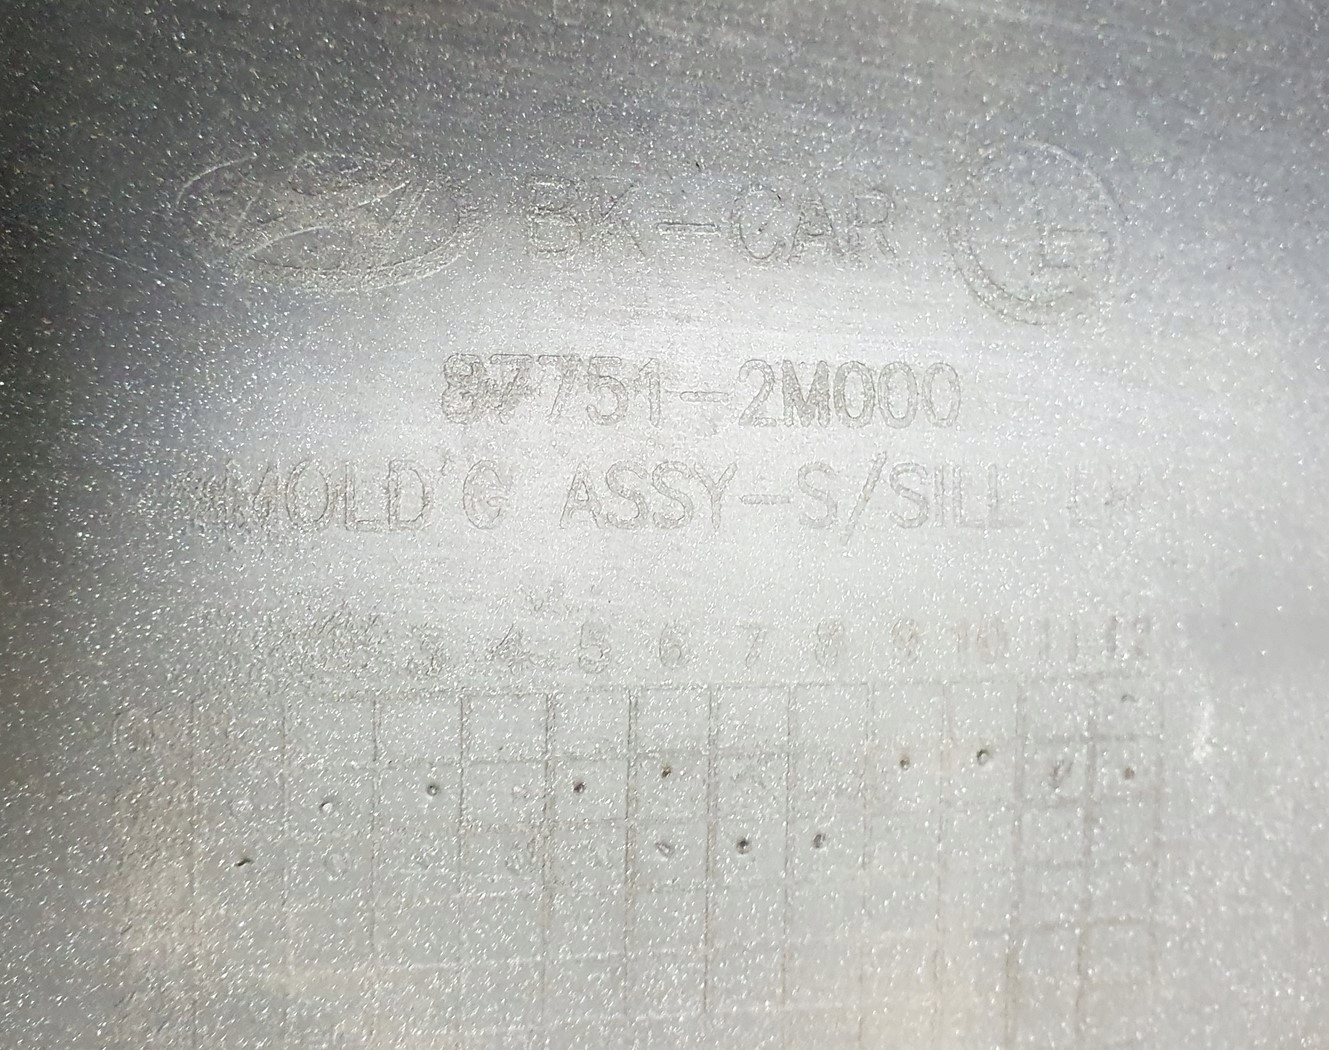 BK-CAR
87751-2M000
MOLD'G ASSY-S/SILL LH
3 4 5 6 7 8 9 10 11 12